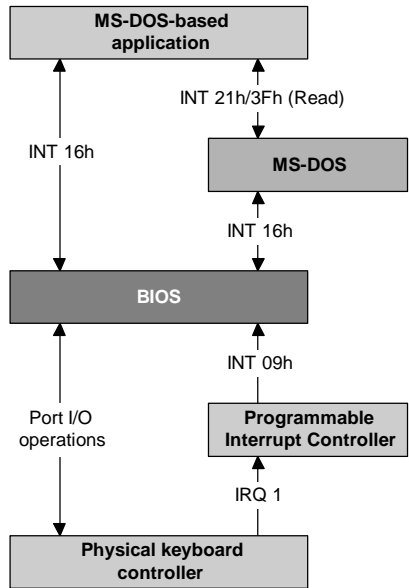 MS-DOS-based
application
INT 21h/3Fh (Read)
INT 16h
MS-DOS
INT 16h
BIOS
INT 09h
Port I/O
operations
Programmable
Interrupt Controller
IRQ 1
Physical keyboard
controller